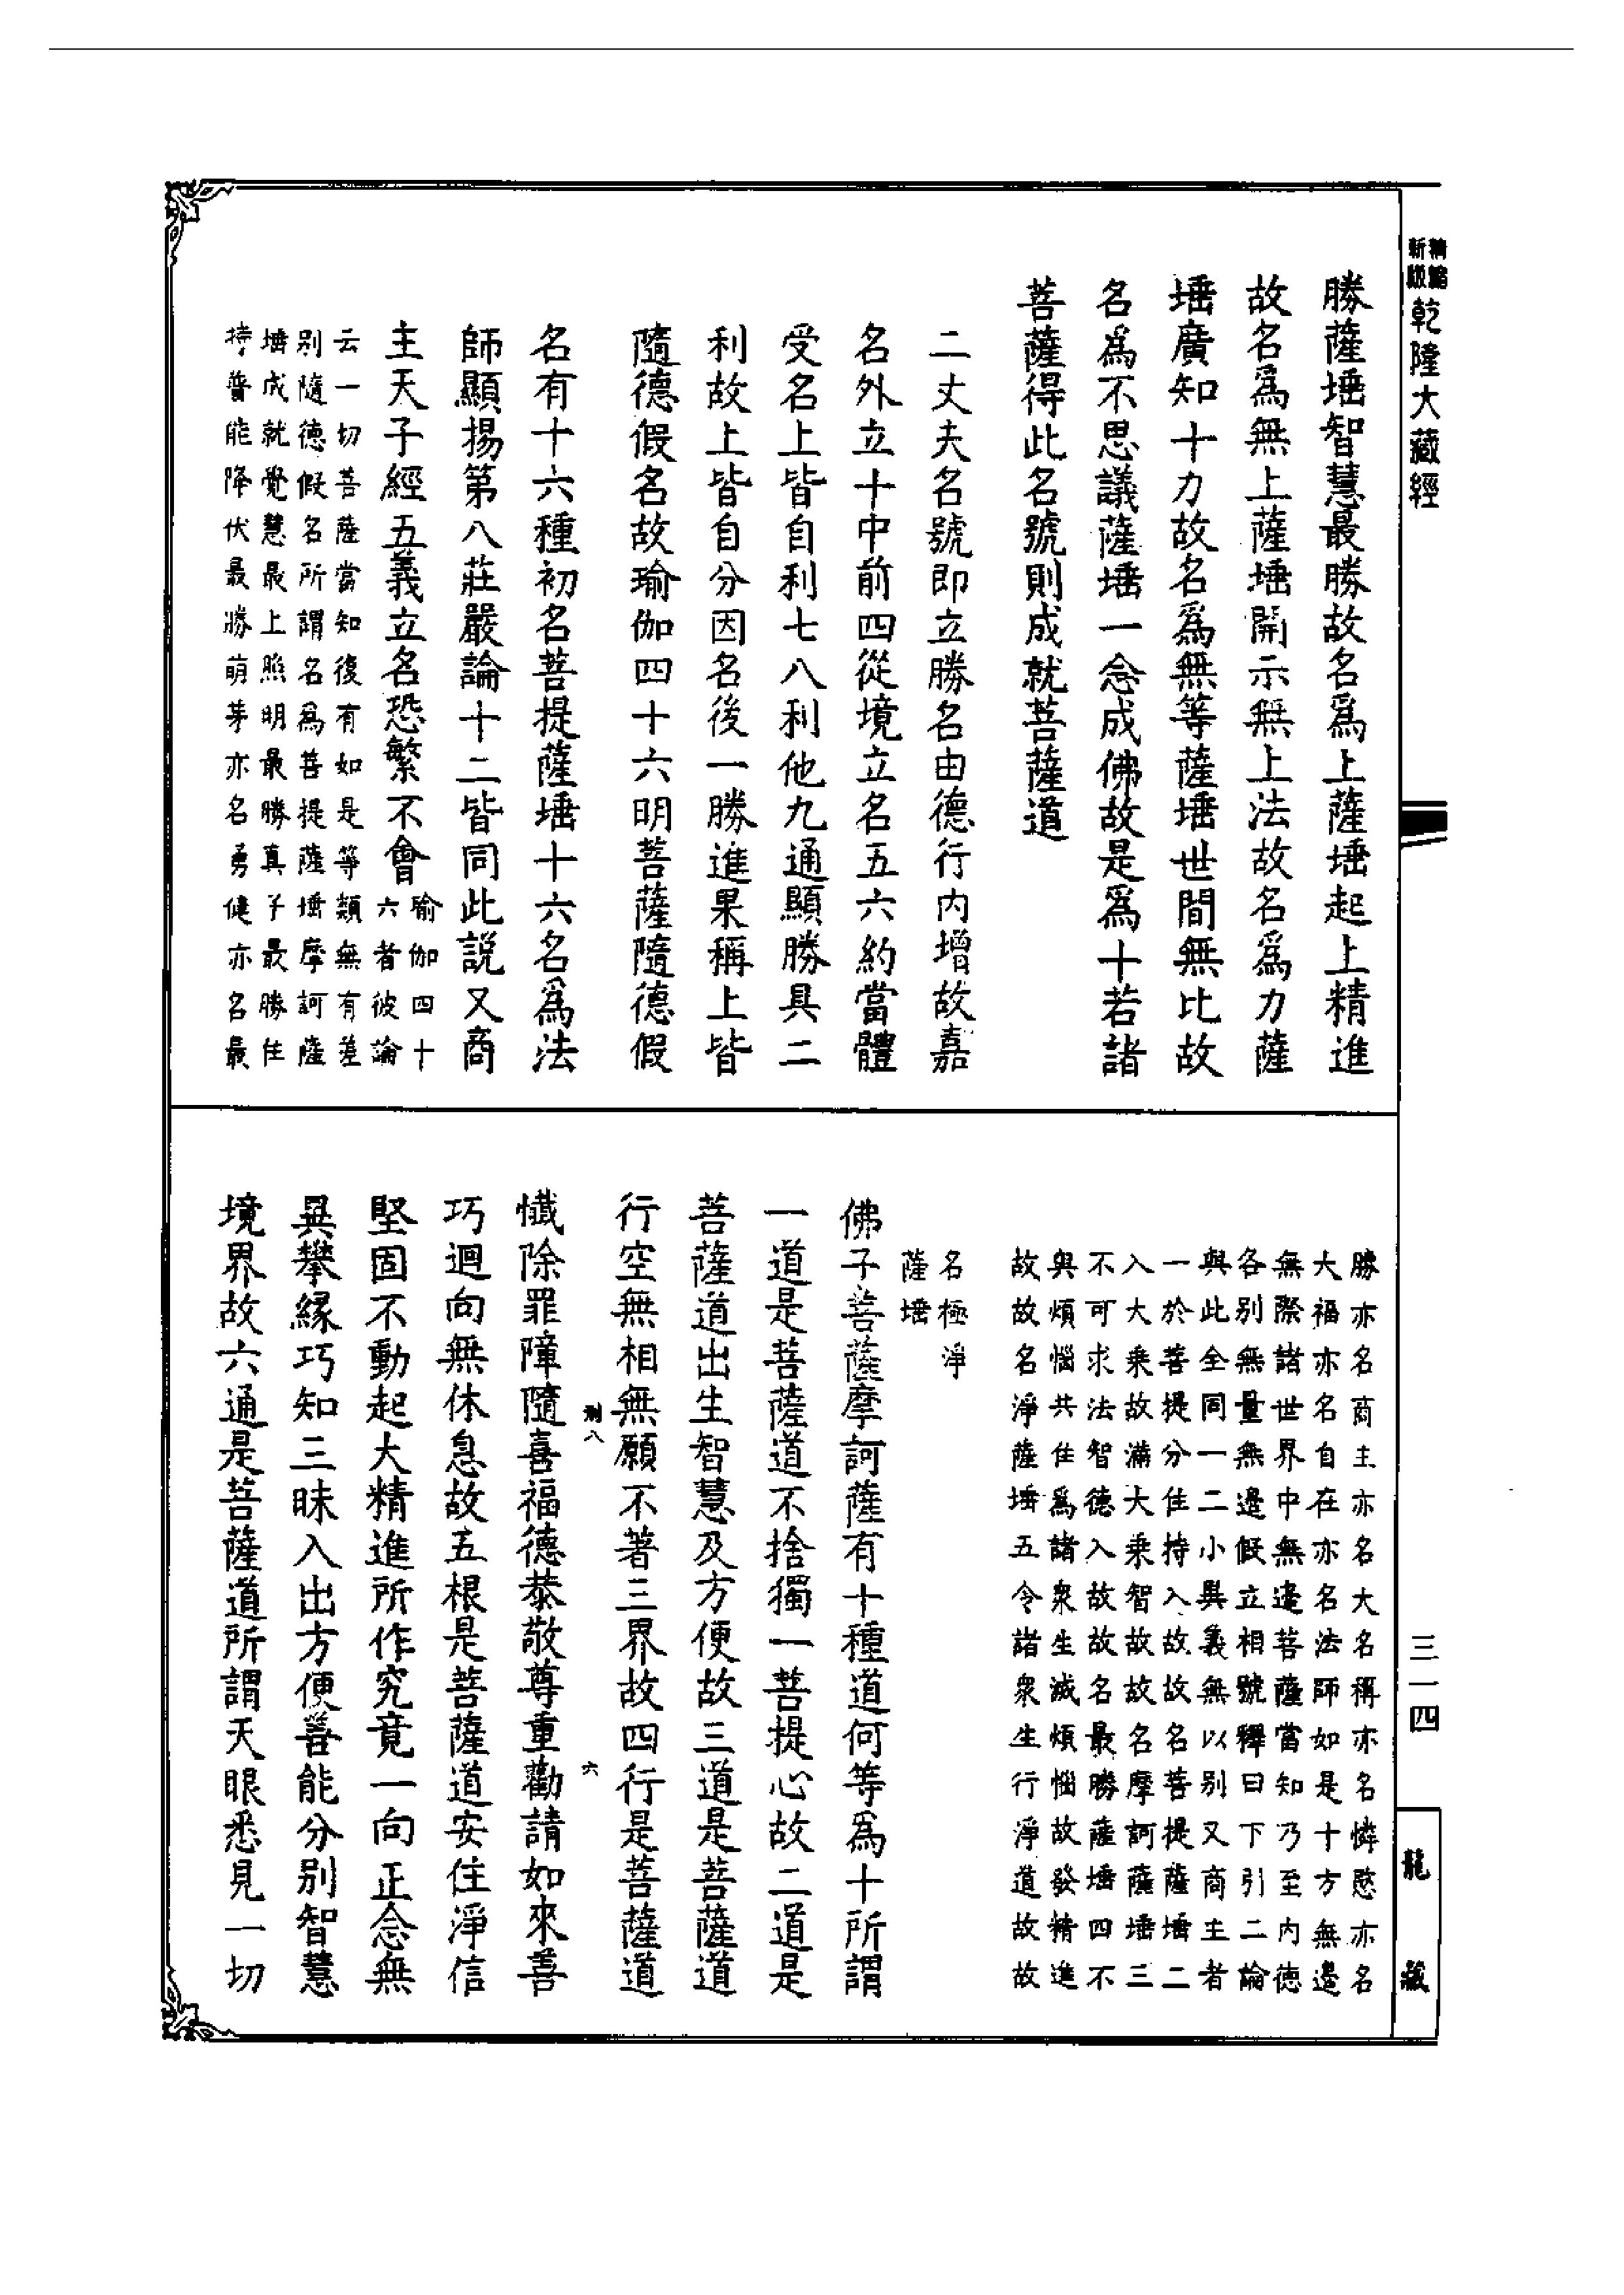 精縮新版乾隆大藏經
勝薩埵智慧最勝故名爲上薩埵起上精進
故名爲無上薩埵開示無上法故名爲力薩
埵廣知十力故名爲無等薩埵世間無比故
名爲不思議薩埵一念成佛故是爲十若諸
菩薩得此名號則成就菩薩道
二丈夫名號即立勝名由德行内增故嘉
名外立十中前四從境立名五六約當體
受名上皆自利七八利他九通顯勝具二
利故上皆自分因名後一勝進果稱上皆
隨德假名故瑜伽四十六明菩薩隨德假
名有十六種初名菩提薩埵十六名爲法
師顯揚第八莊嚴論十二皆同此説又商
主天子經五義立名恐繁不會
瑜伽四十
六者彼論
云一切菩薩當知復有如是等類無有差
别隨德假名所謂名爲菩提薩埵摩訶薩
埵成就覺慧最上照明最勝真子最勝住
持普能降伏最勝萌芽亦名勇健亦名最
勝亦名商主亦名大名稱亦名憐愍亦名
大福亦名自在亦名法師如是十方無邊
無際諸世界中無邊菩薩當知乃至内德
各别無量無邊假立相號釋曰下引二論
與此全同一二小異義無以别又商主者
一於菩提分住持入故故名菩提薩埵二
入大乘故滿大乘智故故名摩訶薩埵三
不可求法智德入故故名最勝薩埵四不
與煩惱共住爲諸衆生滅煩惱故發精進
故故名淨薩埵五令諸衆生行淨道故故
名極淨
薩埵
佛子菩薩摩訶薩有十種道何等爲十所謂
一道是菩薩道不捨獨一菩提心故二道是
菩薩道出生智慧及方便故三道是菩薩道
行空無相無願不著三界故四行是菩薩道
懺除罪障隨喜福德恭敬尊重勸請如來善
巧迴向無休息故五根是菩薩道安住淨信
堅固不動起大精進所作究竟一向正念無
異攀緣巧知三昧入出方便善能分别智慧
境界故六通是菩薩道所謂天眼悉見一切
八
六
三一四
龍藏